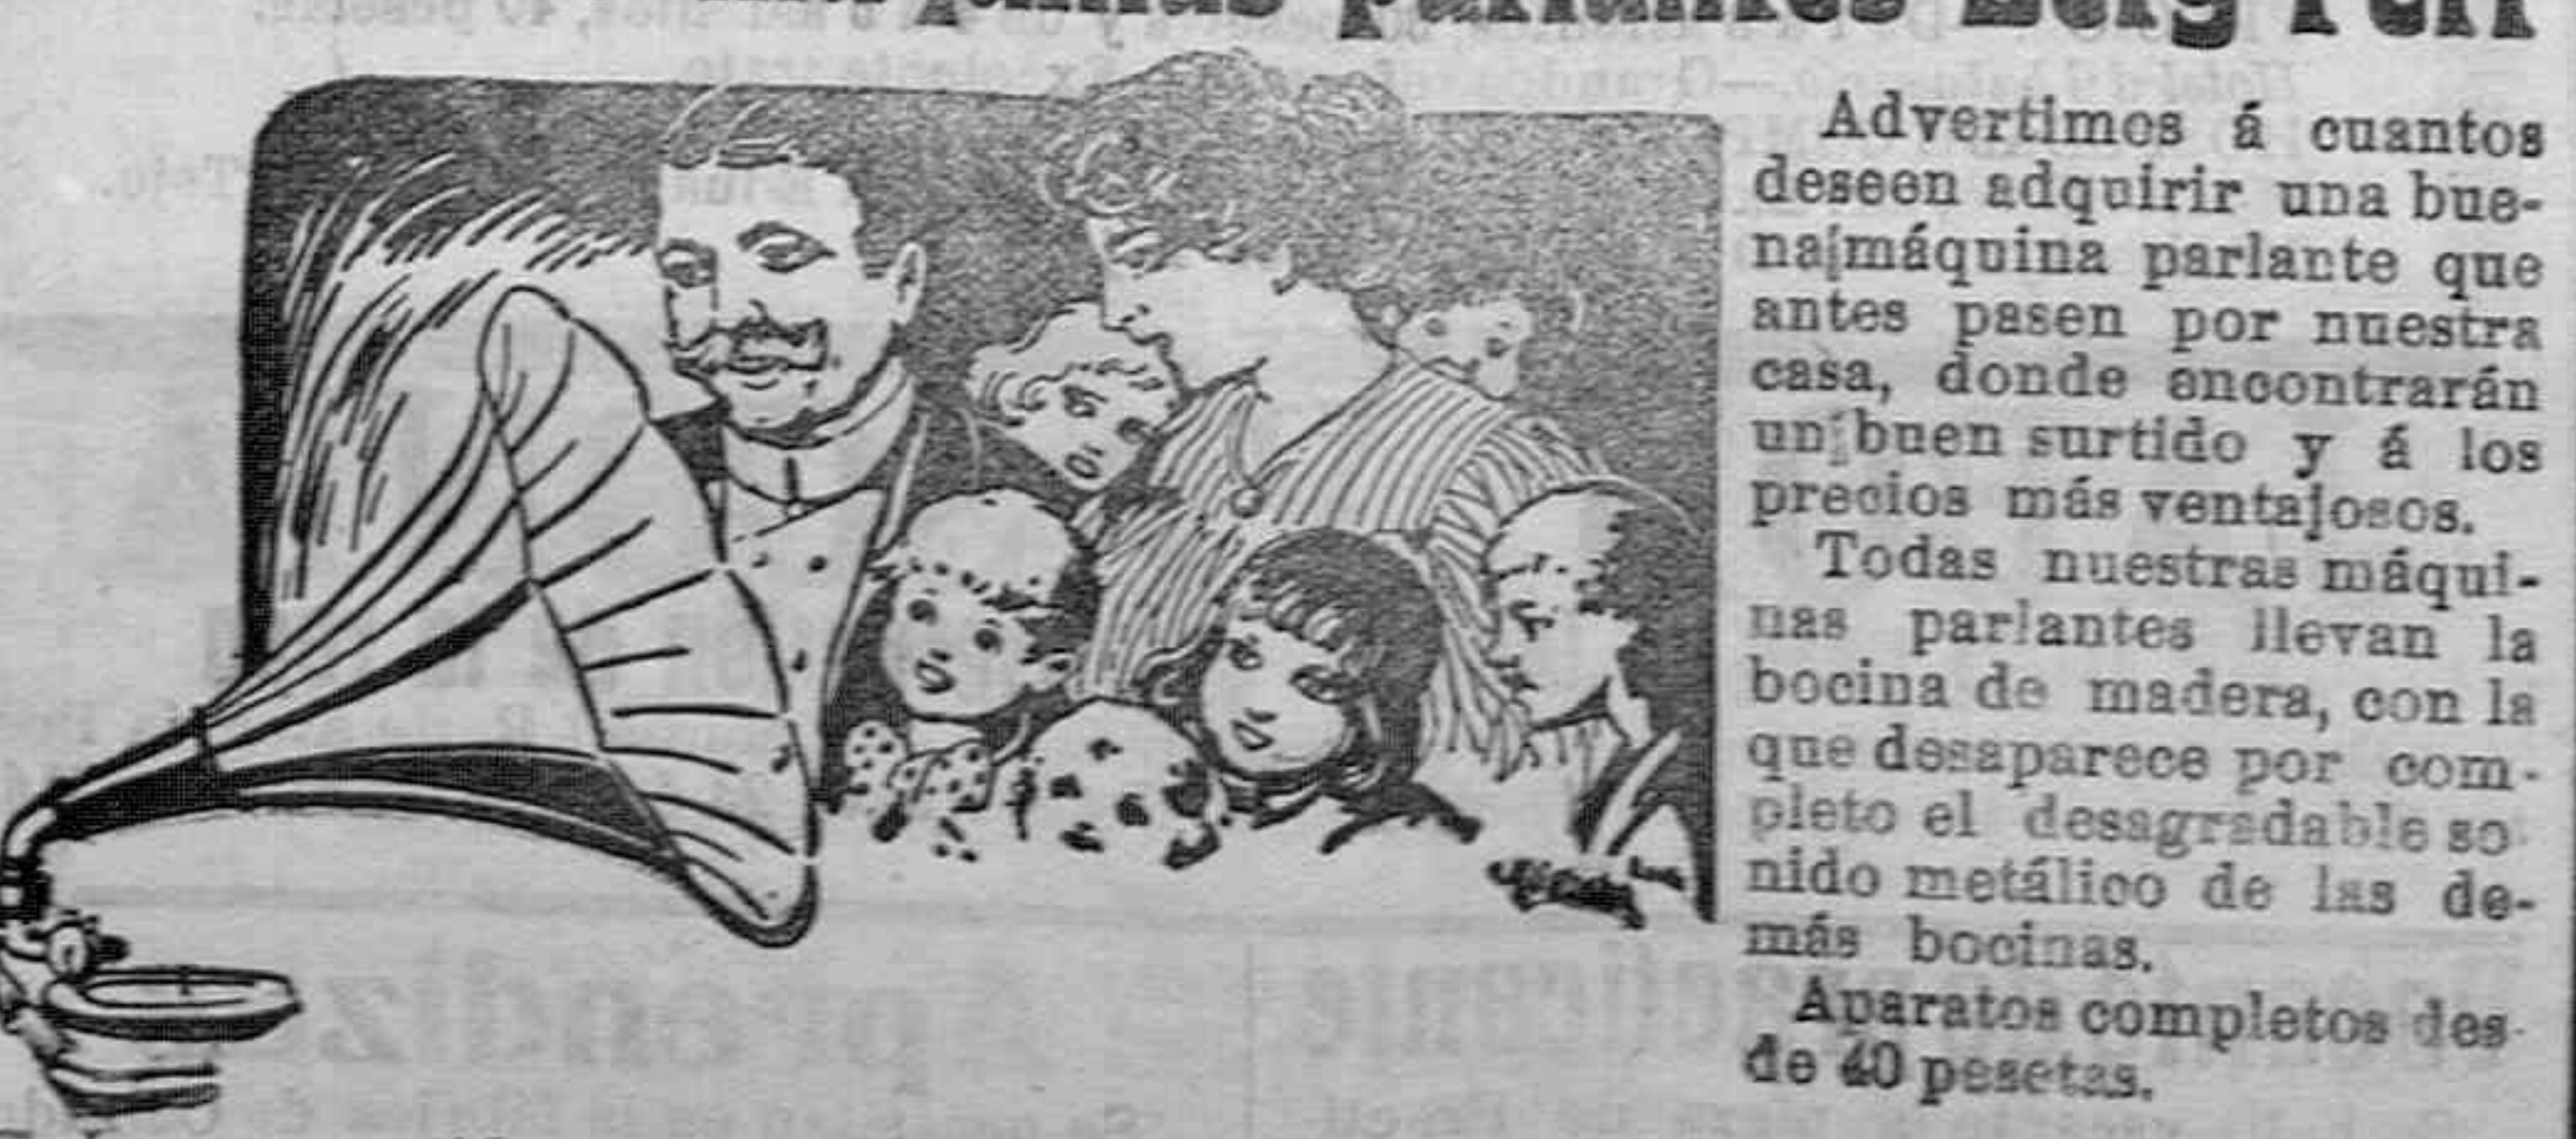 parlantes
Advertimos á cuantos
deseen adquirir una bue-
na máquina parlante que
antes pasen por nuestra
casa, donde encontrarán
un buen surtido y á los
precios más ventajosos.
Todas nuestras máqui-
nas parlantes llevan la
bocina de madera, con la
que desaparece por com-
pleto el desagradable so-
nido metálico de las de-
más bocinas.
Aparatos completos des-
de 40 pesetas.